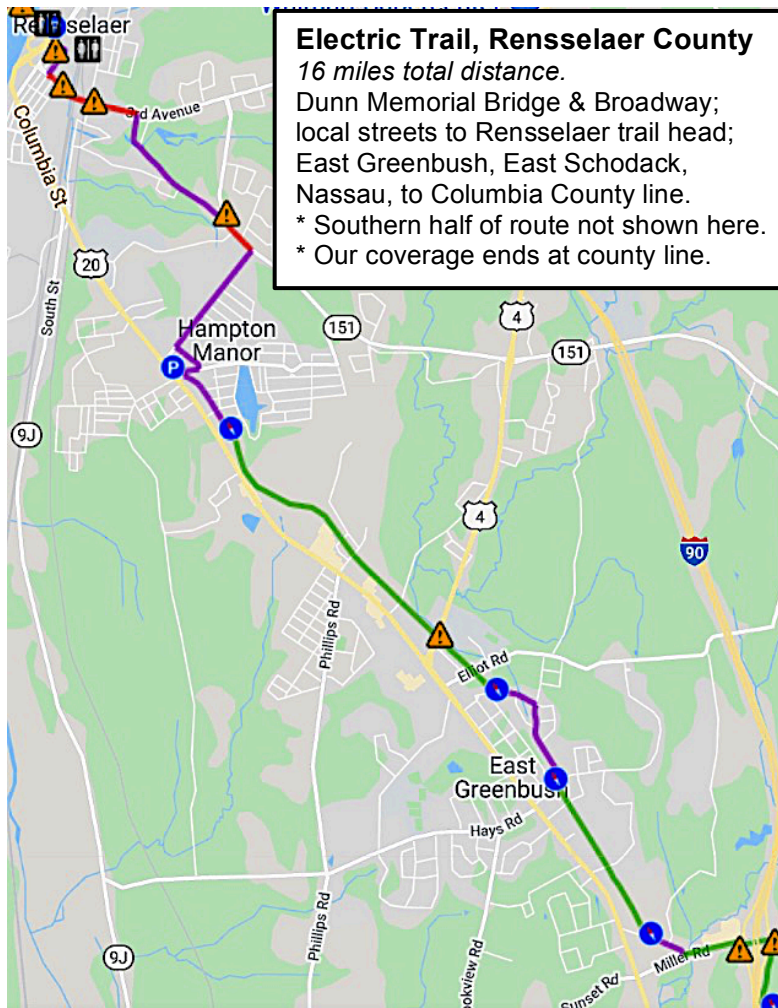 Rensselaer
Electric Trail, Rensselaer County
16 miles total distance.
Dunn Memorial Bridge & Broadway;
local streets to Rensselaer trail head;
East Greenbush, East Schodack,
Nassau, to Columbia County line.
* Southern half of route not shown here.
* Our coverage ends at county line.
3rd Avenue
Columbia St
20
South St
4
151
Hampton
Manor
151
P
9J
4
90
Phillips Rd
Elliot Rd
East
Greenbush
Hays Rd
Phillips Rd
9J
Miller Rd
Sunset Rd